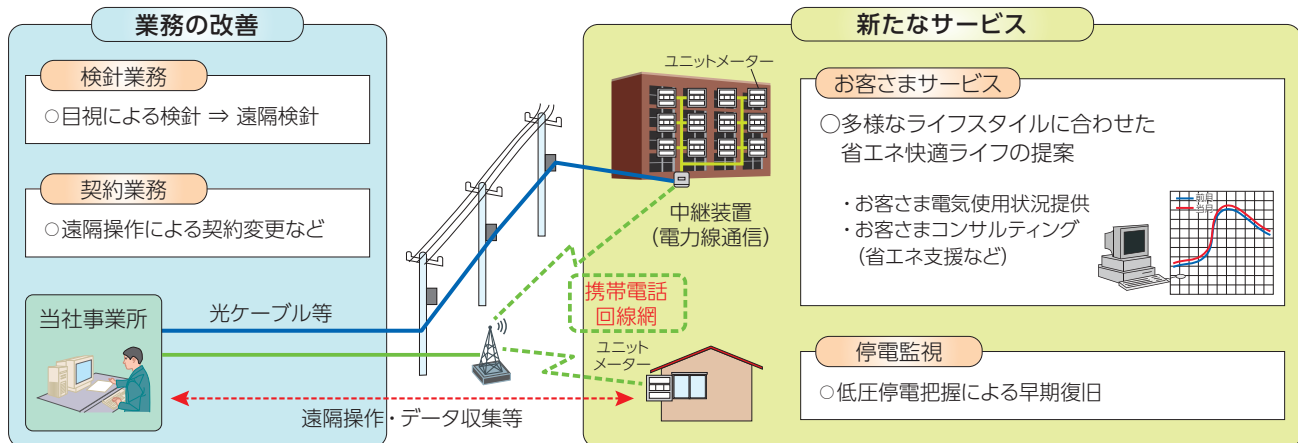 業務の改善
検針業務
○目視による検針 ⇒ 遠隔検針
契約業務
○遠隔操作による契約変更など
当社事業所
光ケーブル等
遠隔操作・データ収集等
新たなサービス
ユニットメーター
中継装置
(電力線通信)
携帯電話
回線網
ユニット
メーター
お客さまサービス
○多様なライフスタイルに合わせた
省エネ快適ライフの提案
・お客さま電気使用状況提供
・お客さまコンサルティング
(省エネ支援など)
前日
当日
停電監視
○低圧停電把握による早期復旧